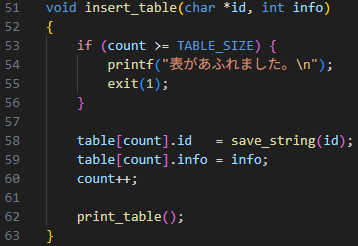 51 void insert_table(char *id, int info)
52 {
53     if (count >= TABLE_SIZE) {
54         printf("表があふれました。\n");
55         exit(1);
56     }
57
58     table[count].id   = save_string(id);
59     table[count].info = info;
60     count++;
61
62     print_table();
63 }